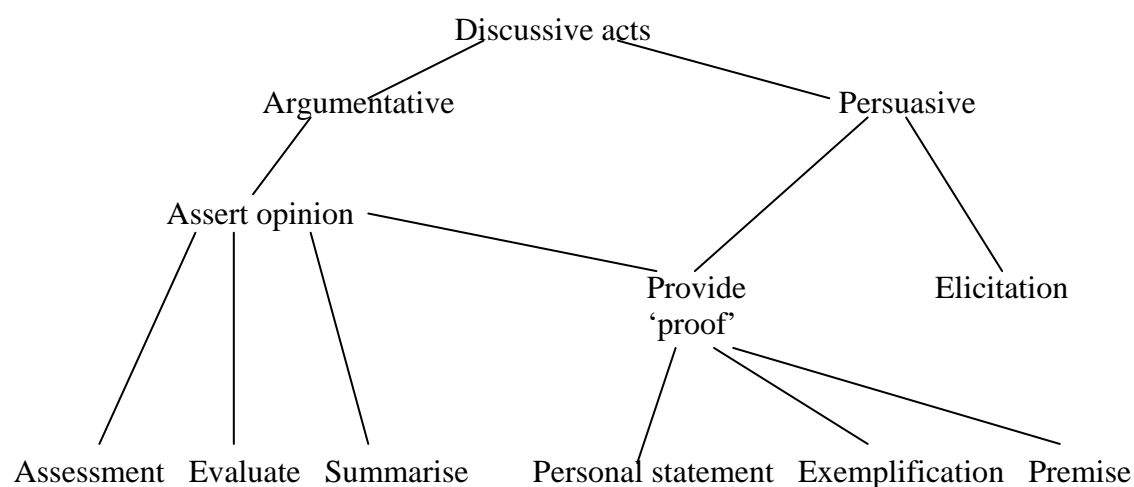 Discussive acts
Argumentative Persuasive
Assert opinion
Provide Elicitation
‘proof’
Assessment Evaluate Summarise Personal statement Exemplification Premise